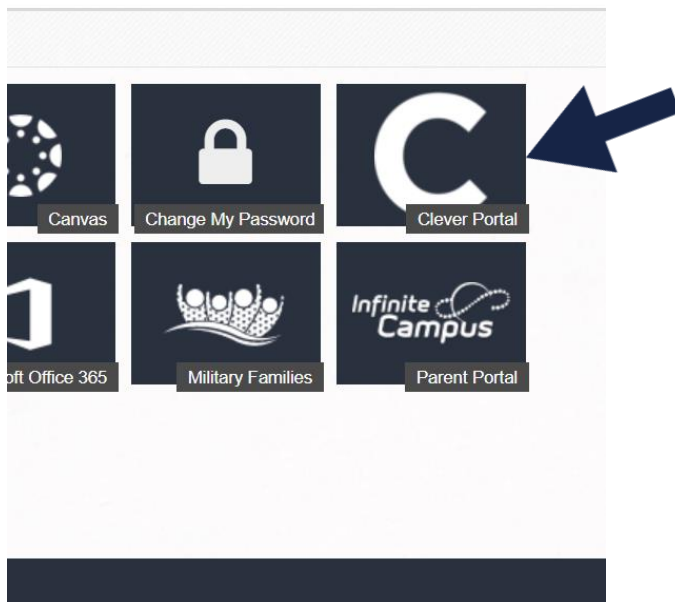 Canvas
Change My Password
C
Clever Portal
oft Office 365
Military Families
Infinite
Campus
Parent Portal